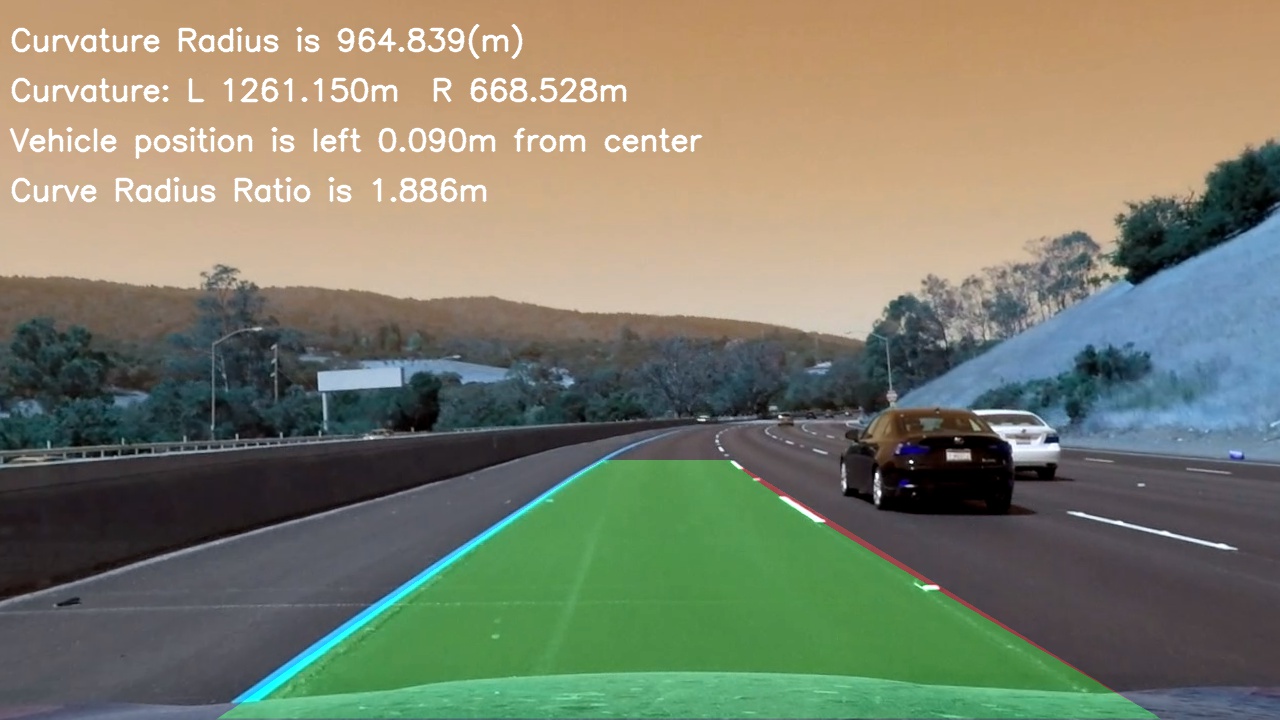 Curvature Radius is 964.839(m)
Curvature: L 1261.150m R 668.528m
Vehicle position is left 0.090m from center
Curve Radius Ratio is 1.886m